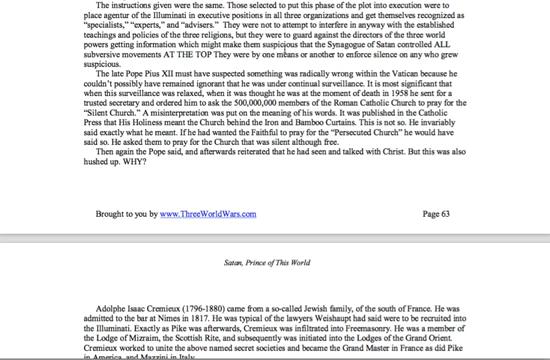 The instructions given were the same. Those selected to put this phase of the plot into execution were to
place agentur of the Illuminati in executive positions in all three organizations and get themselves recognized as
“specialists,” “experts,” and “advisers.” They were not to attempt to interfere in anyway with the established
teachings and policies of the three religions, but they were to guard against the directors of the three world
powers getting information which might make them suspicious that the Synagogue of Satan controlled ALL
subversive movements AT THE TOP They were by one means or another to enforce silence on any who grew
suspicious.
The late Pope Pius XII must have suspected something was radically wrong within the Vatican because he
couldn’t possibly have remained ignorant that he was under continual surveillance. It is most significant that
when this surveillance was relaxed, when it was thought he was at the moment of death in 1958 he sent for a
trusted secretary and ordered him to ask the 500,000,000 members of the Roman Catholic Church to pray for the
“Silent Church.” A misinterpretation was put on the meaning of his words. It was published in the Catholic
Press that His Holiness meant the Church behind the Iron and Bamboo Curtains. This is not so. He invariably
said exactly what he meant. If he had wanted the Faithful to pray for the “Persecuted Church” he would have
said so. He asked them to pray for the Church that was silent although free.
Then again the Pope said, and afterwards reiterated that he had seen and talked with Christ. But this was also
hushed up. WHY?
Brought to you by www.ThreeWorldWars.com Page 63
Satan, Prince of This World
Adolphe Isaac Cremieux (1796-1880) came from a so-called Jewish family, of the south of France. He was
admitted to the bar at Nimes in 1817. He was typical of the lawyers Weishaupt had said were to be recruited into
the Illuminati. Exactly as Pike was afterwards, Cremieux was infiltrated into Freemasonry. He was a member of
the Lodge of Mizraim, the Scottish Rite, and subsequently was initiated into the Lodges of the Grand Orient.
Cremieux worked to unite the above named secret societies and became the Grand Master in France as did Pike
in America, and Mazzini in Italy.